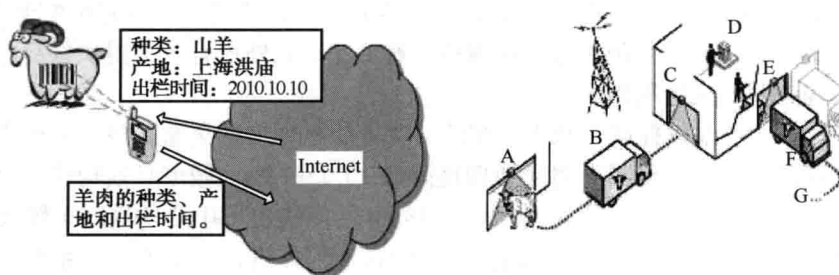 种类：山羊
产地：上海洪庙
出栏时间：2010.10.10
Internet
羊肉的种类、产
地和出栏时间。
A
B
C
D
E
F
G...